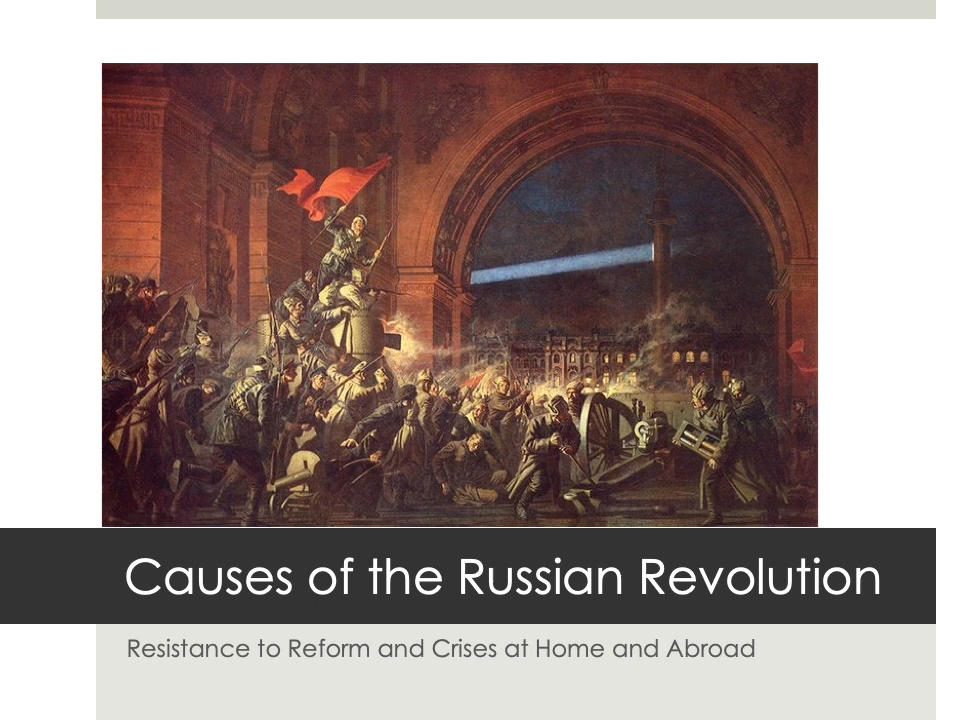 Causes of the Russian Revolution
Resistance to Reform and Crises at Home and Abroad